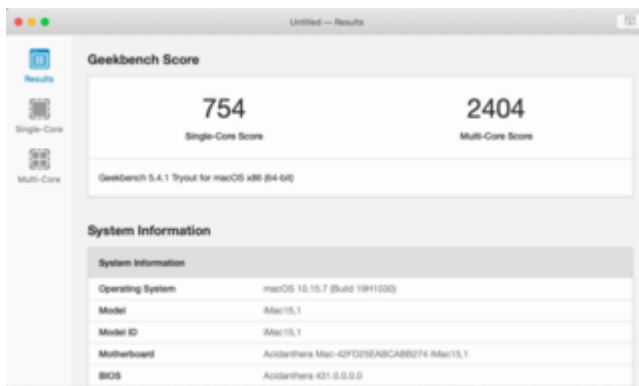 Untitled — Results
Results
Single-Core
Multi-Core
Geekbench Score
754
Single-Core Score
2404
Multi-Core Score
Geekbench 5.4.1 Tryout for macOS x86 (64-bit)
System Information
System Information
Operating System macOS 10.15.7 (Build 19H1030)
Model iMac15,1
Model ID iMac15,1
Motherboard Acidanthera Mac-42FD25EABCABB274 iMac15,1
BIOS Acidanthera 431.0.0.0.0